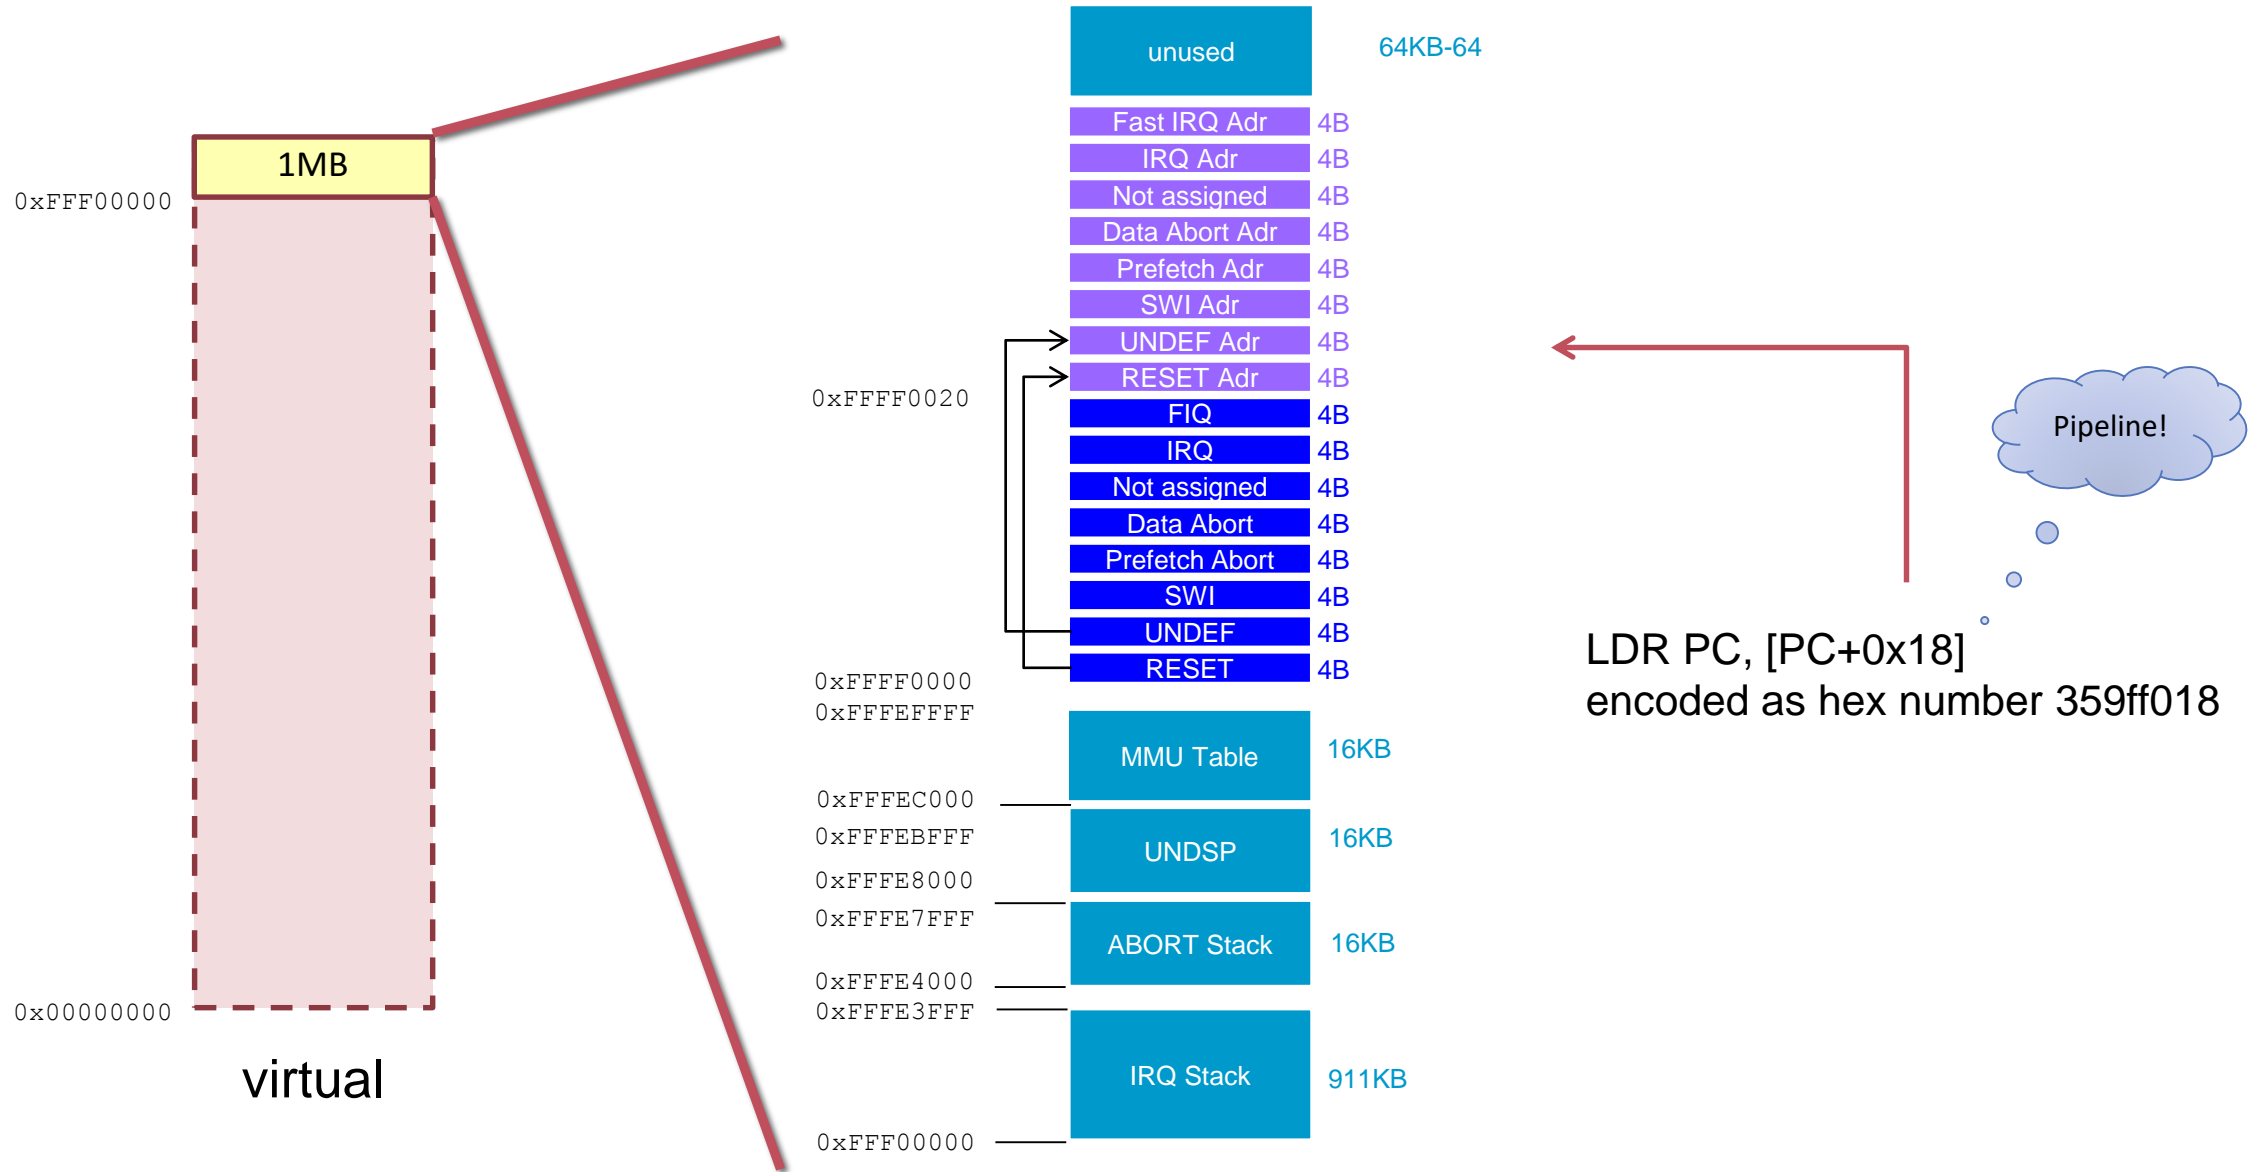 1MB
0xFFF00000
0x00000000
virtual
unused 64KB-64
Fast IRQ Adr 4B
IRQ Adr 4B
Not assigned 4B
Data Abort Adr 4B
Prefetch Adr 4B
SWI Adr 4B
UNDEF Adr 4B
RESET Adr 4B
0xFFFF0020
FIQ 4B
IRQ 4B
Not assigned 4B
Data Abort 4B
Prefetch Abort 4B
SWI 4B
UNDEF 4B
RESET 4B
0xFFFF0000
0xFFFEFFFF
MMU Table 16KB
0xFFFEC000
0xFFFEBFFF
UNDSP 16KB
0xFFFE8000
0xFFFE7FFF
ABORT Stack 16KB
0xFFFE4000
0xFFFE3FFF
IRQ Stack 911KB
0xFFF00000
Pipeline!
LDR PC, [PC+0x18]
encoded as hex number 359ff018